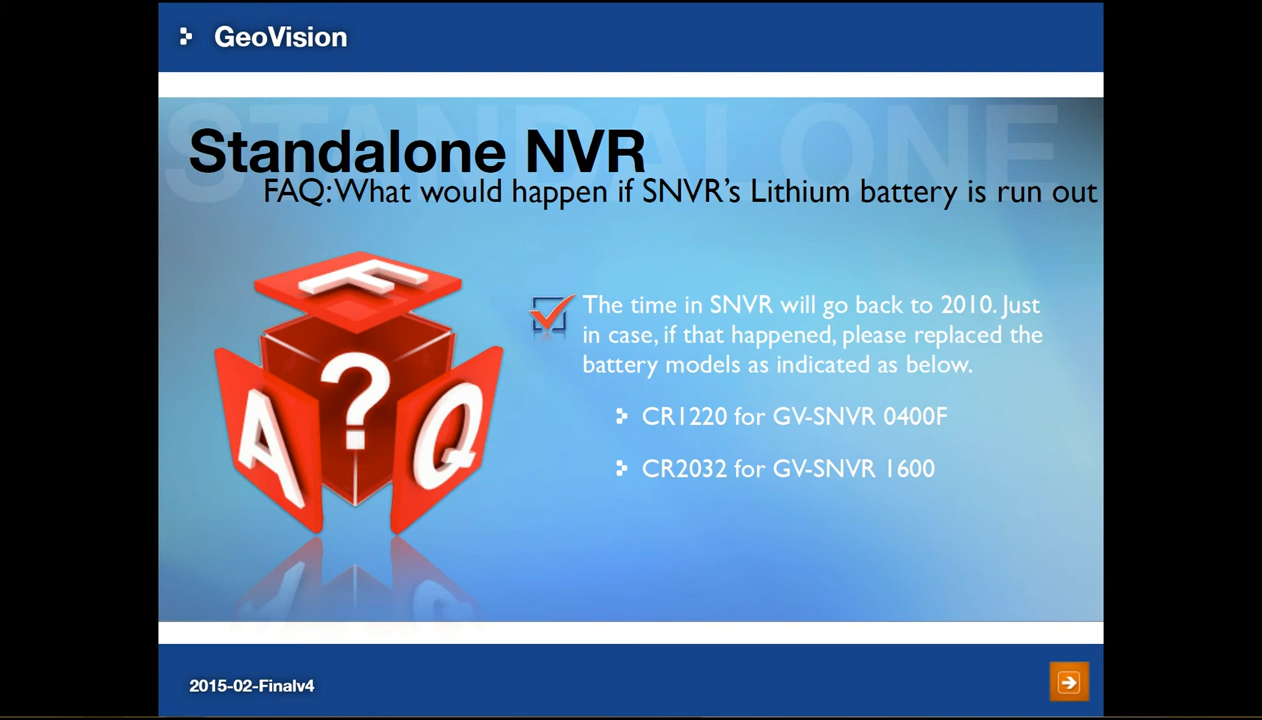 GeoVision
STANDALONE
Standalone NVR
FAQ: What would happen if SNVR's Lithium battery is run out
F
?
A
Q
The time in SNVR will go back to 2010. Just
in case, if that happened, please replaced the
battery models as indicated as below.
CR1220 for GV-SNVR 0400F
CR2032 for GV-SNVR 1600
2015-02-Finalv4